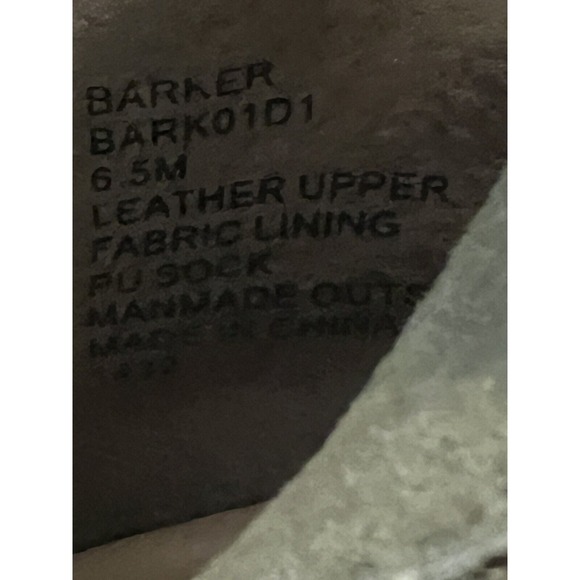 BARKER
BARK01D1
6.5M
LEATHER UPPER
FABRIC LINING
PU SOCK
MANMADE OUTS
MADE IN CHINA